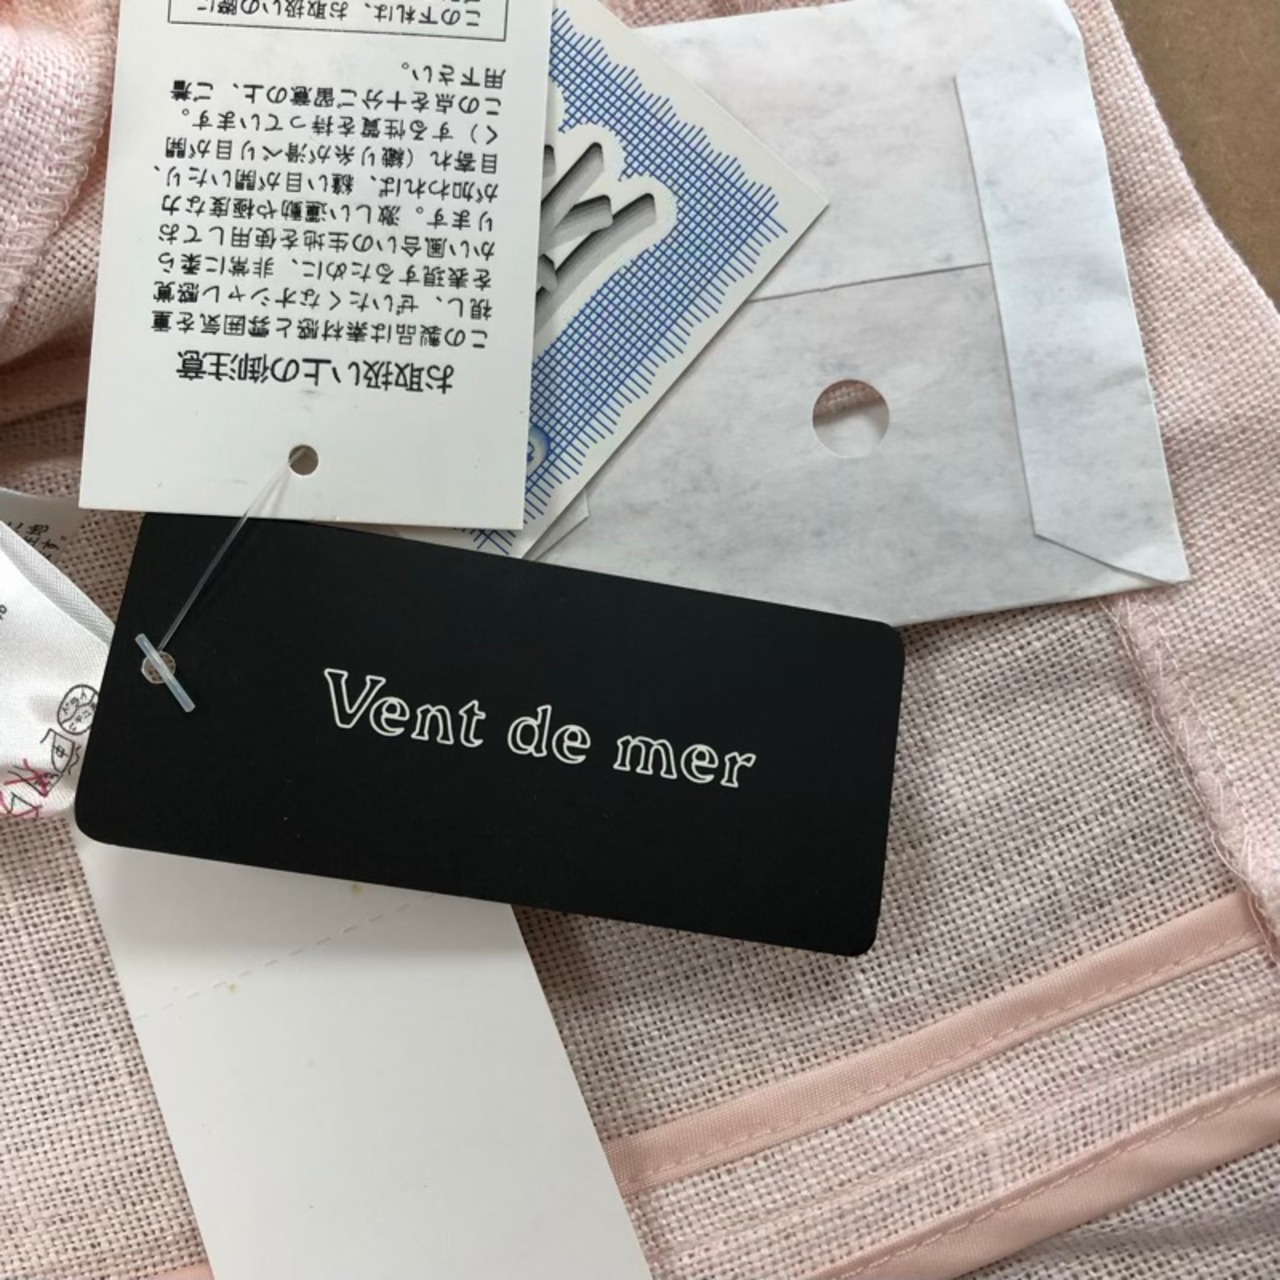 お取扱い上の御注意
この製品は素材感と雰囲気を重
視し、ぜいたくなオシャレ感覚
を表現するために、非常に柔ら
かい風合いの生地を使用してお
ります。激しい運動や極度な力
が加われば、縫い目が開いたり、
目寄れ（織り糸が滑べり目が開
く）する性質を持っています。
この点を十分ご留意の上、ご着
用下さい。
この下札は、お取扱いの際に
Vent de mer
ドライ